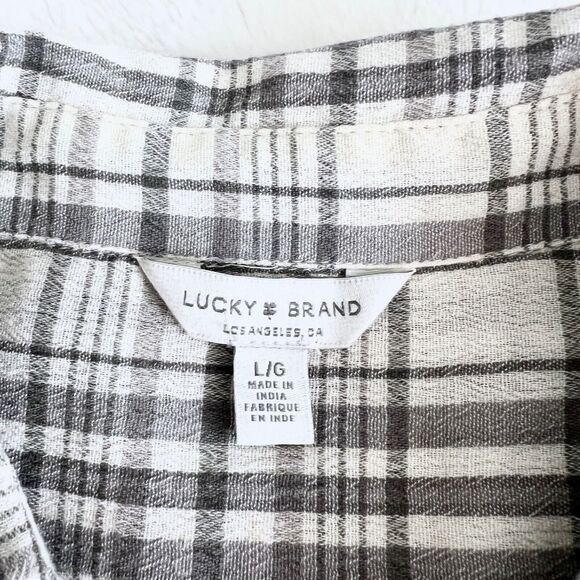 LUCKY BRAND
LOS ANGELES, CA
L/G
MADE IN
INDIA
FABRIQUE
EN INDE